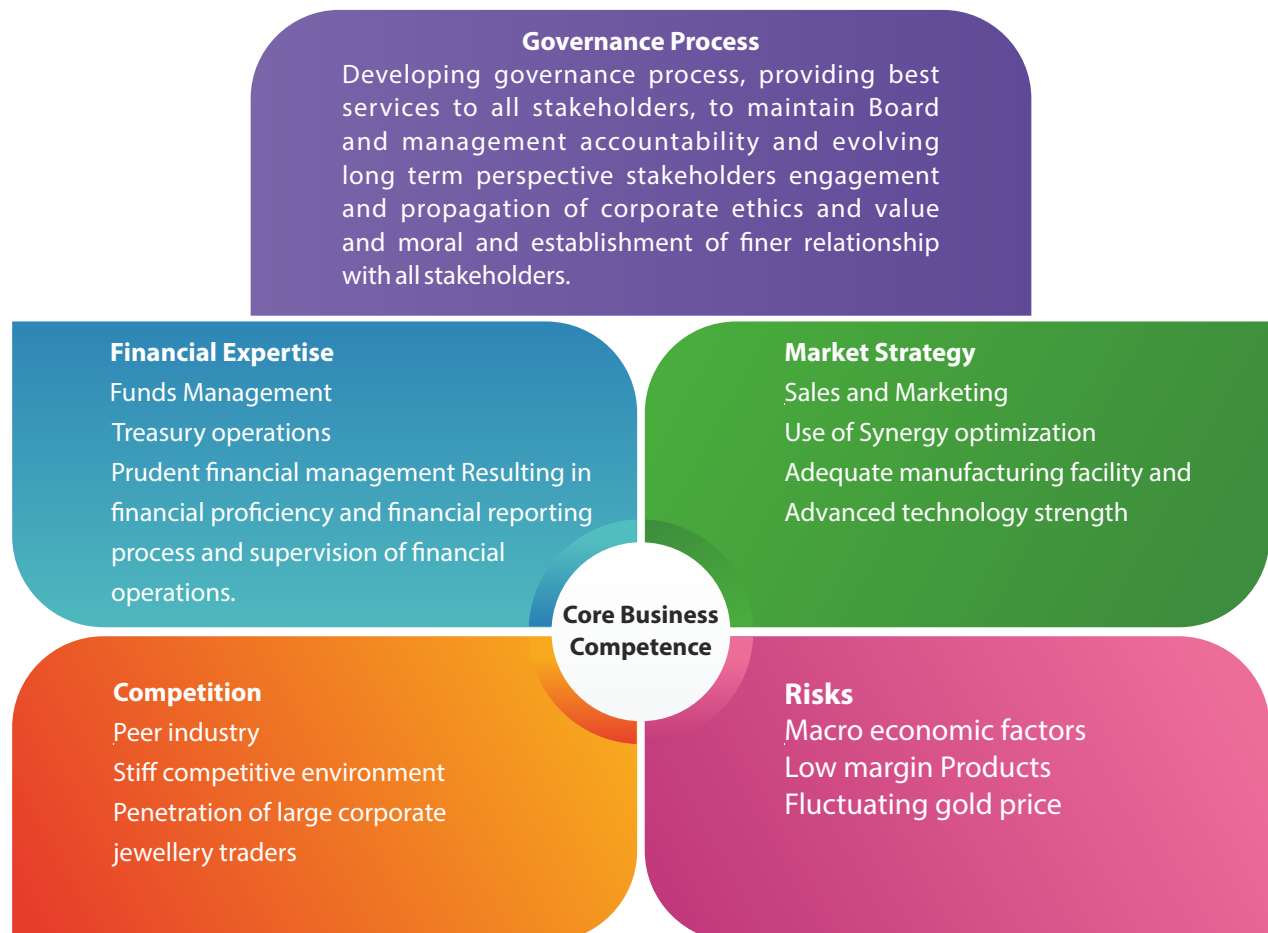 Governance Process
Developing governance process, providing best
services to all stakeholders, to maintain Board
and management accountability and evolving
long term perspective stakeholders engagement
and propagation of corporate ethics and value
and moral and establishment of finer relationship
with all stakeholders.
Financial Expertise
Funds Management
Treasury operations
Prudent financial management Resulting in
financial proficiency and financial reporting
process and supervision of financial
operations.
Market Strategy
Sales and Marketing
Use of Synergy optimization
Adequate manufacturing facility and
Advanced technology strength
Core Business
Competence
Competition
Peer industry
Stiff competitive environment
Penetration of large corporate
jewellery traders
Risks
Macro economic factors
Low margin Products
Fluctuating gold price